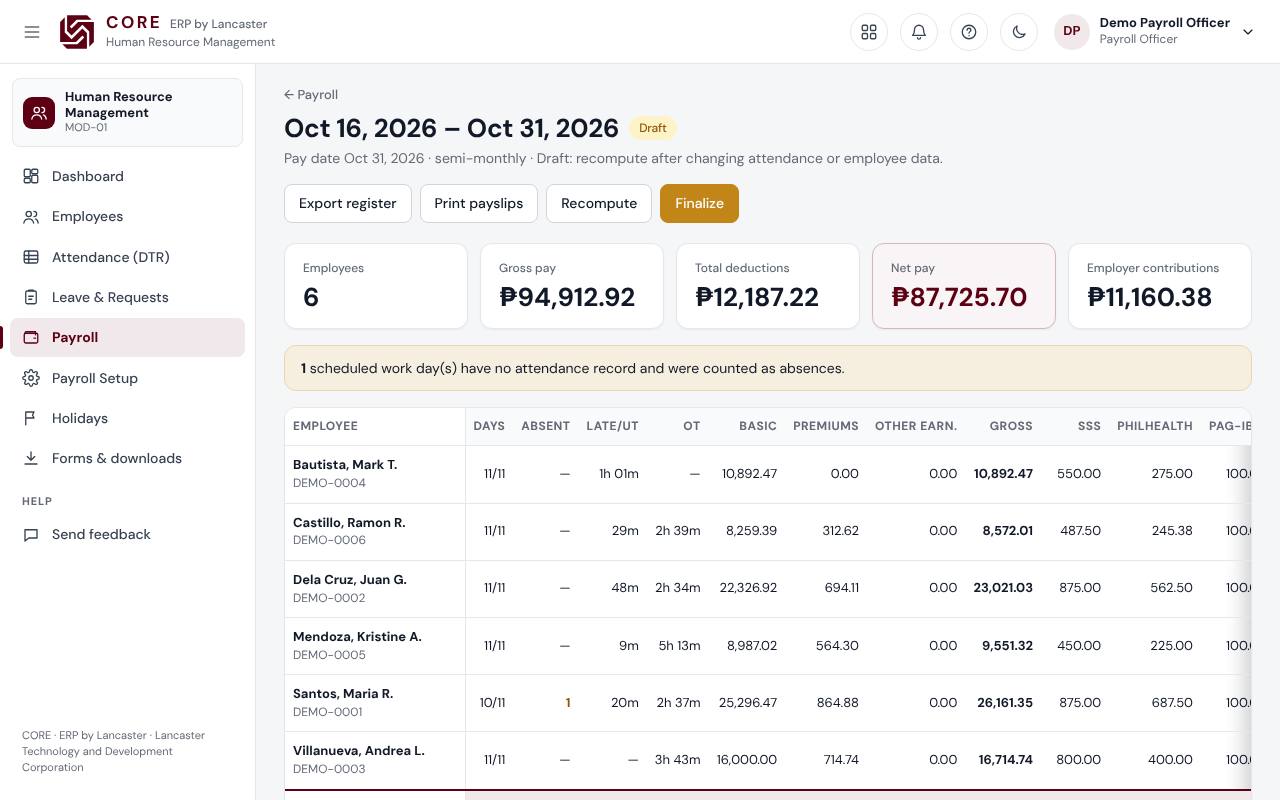 CORE ERP by Lancaster
Human Resource Management
DP
Demo Payroll Officer
Payroll Officer
Human Resource Management
MOD-01
Dashboard
Employees
Attendance (DTR)
Leave & Requests
Payroll
Payroll Setup
Holidays
Forms & downloads
HELP
Send feedback
CORE · ERP by Lancaster · Lancaster
Technology and Development
Corporation
← Payroll
Oct 16, 2026 – Oct 31, 2026 Draft
Pay date Oct 31, 2026 · semi-monthly · Draft: recompute after changing attendance or employee data.
Export register Print payslips Recompute Finalize
Employees Gross pay Total deductions Net pay Employer contributions
6 ₱94,912.92 ₱12,187.22 ₱87,725.70 ₱11,160.38
1 scheduled work day(s) have no attendance record and were counted as absences.
EMPLOYEE DAYS ABSENT LATE/UT OT BASIC PREMIUMS OTHER EARN. GROSS SSS PHILHEALTH PAG-IB
Bautista, Mark T.
DEMO-0004
11/11 — 1h 01m — 10,892.47 0.00 0.00 10,892.47 550.00 275.00 100.
Castillo, Ramon R.
DEMO-0006
11/11 — 29m 2h 39m 8,259.39 312.62 0.00 8,572.01 487.50 245.38 100.
Dela Cruz, Juan G.
DEMO-0002
11/11 — 48m 2h 34m 22,326.92 694.11 0.00 23,021.03 875.00 562.50 100.
Mendoza, Kristine A.
DEMO-0005
11/11 — 9m 5h 13m 8,987.02 564.30 0.00 9,551.32 450.00 225.00 100.
Santos, Maria R.
DEMO-0001
10/11 1 20m 2h 37m 25,296.47 864.88 0.00 26,161.35 875.00 687.50 100.
Villanueva, Andrea L.
DEMO-0003
11/11 — — 3h 43m 16,000.00 714.74 0.00 16,714.74 800.00 400.00 100.